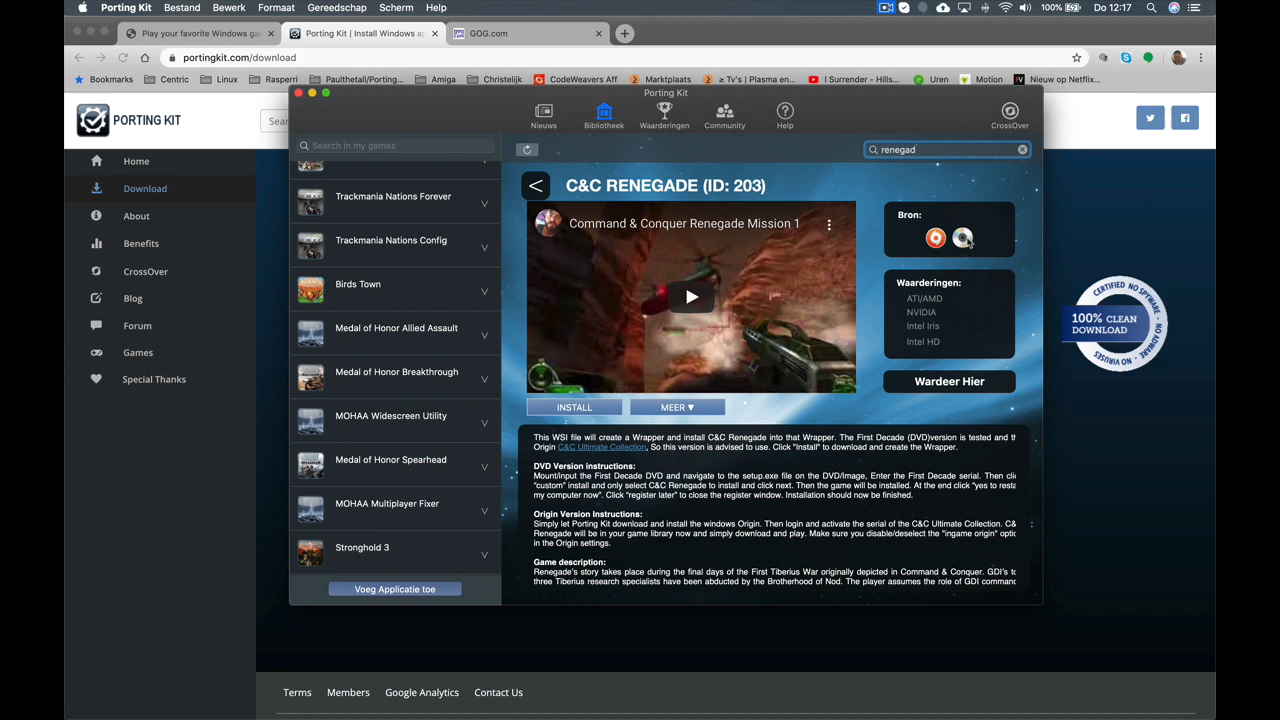 Porting Kit Bestand Bewerk Formaat Gereedschap Scherm Help 100% Do 12:17
Play your favorite Windows ga
Porting Kit | Install Windows ap
GOG.com
portingkit.com/download
Bookmarks Centric Linux Rasperri Paulthetall/Porting... Amiga Christelijk CodeWeavers Aff Marktplaats ≥ Tv's | Plasma en... I Surrender - Hills... Uren Motion Nieuw op Netflix...
PORTING KIT
Sear
Home
Download
About
Benefits
CrossOver
Blog
Forum
Games
Special Thanks
Porting Kit
Nieuws Bibliotheek Waarderingen Community Help CrossOver
Search in my games
renegad
Trackmania Nations Forever
Trackmania Nations Config
Birds Town
Medal of Honor Allied Assault
Medal of Honor Breakthrough
MOHAA Widescreen Utility
Medal of Honor Spearhead
MOHAA Multiplayer Fixer
Stronghold 3
Voeg Applicatie toe
< C&C RENEGADE (ID: 203)
Command & Conquer Renegade Mission 1
INSTALL MEER ▼
Bron:
Waarderingen:
ATI/AMD
NVIDIA
Intel Iris
Intel HD
Wardeer Hier
This WSI file will create a Wrapper and install C&C Renegade into that Wrapper. The First Decade (DVD)version is tested and th
Origin C&C Ultimate Collection, So this version is advised to use. Click "Install" to download and create the Wrapper.
DVD Version instructions:
Mount/input the First Decade DVD and navigate to the setup.exe file on the DVD/Image, Enter the First Decade serial. Then clic
"custom" install and only select C&C Renegade to install and click next. Then the game will be installed. At the end click "yes to resta
my computer now". Click "register later" to close the register window. Installation should now be finished.
Origin Version Instructions:
Simply let Porting Kit download and install the windows Origin. Then login and activate the serial of the C&C Ultimate Collection. C&
Renegade will be in your game library now and simply download and play. Make sure you disable/deselect the "ingame origin" optic
in the Origin settings.
Game description:
Renegade's story takes place during the final days of the First Tiberius War originally depicted in Command & Conquer. GDI's to
three Tiberius research specialists have been abducted by the Brotherhood of Nod. The player assumes the role of GDI command
CERTIFIED NO SPYWARE
100% CLEAN
DOWNLOAD
NO VIRUSES NO ADWARE
Terms Members Google Analytics Contact Us